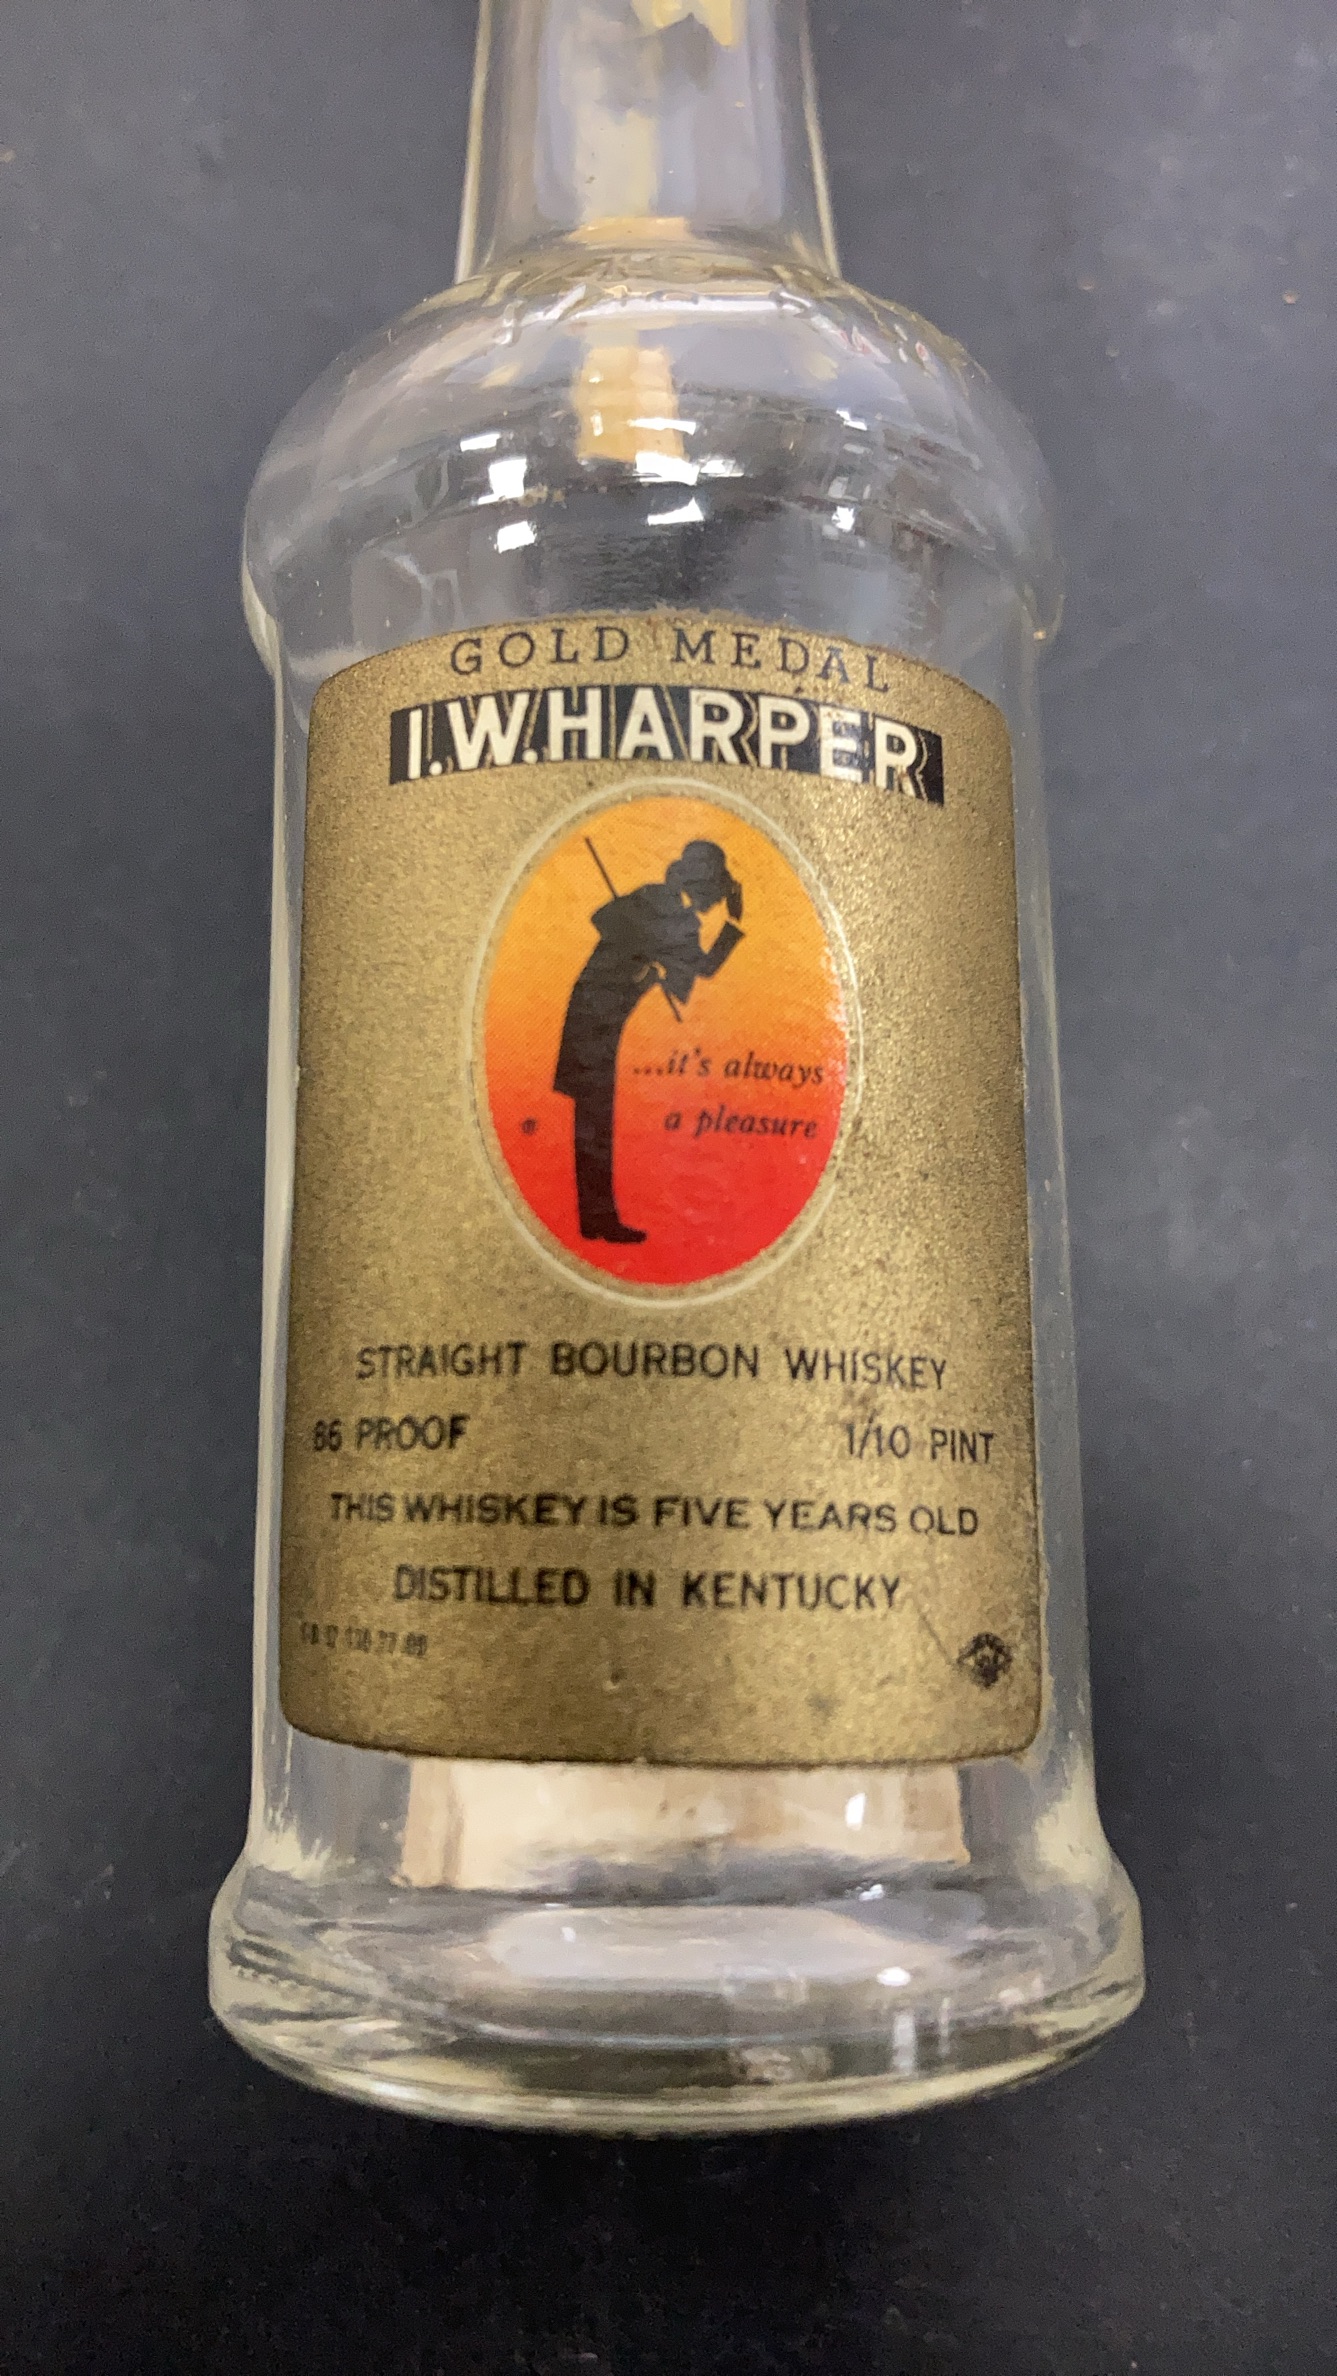 GOLD MEDAL
I.W.HARPER
...it's always
a pleasure
STRAIGHT BOURBON WHISKEY
86 PROOF 1/10 PINT
THIS WHISKEY IS FIVE YEARS OLD
DISTILLED IN KENTUCKY